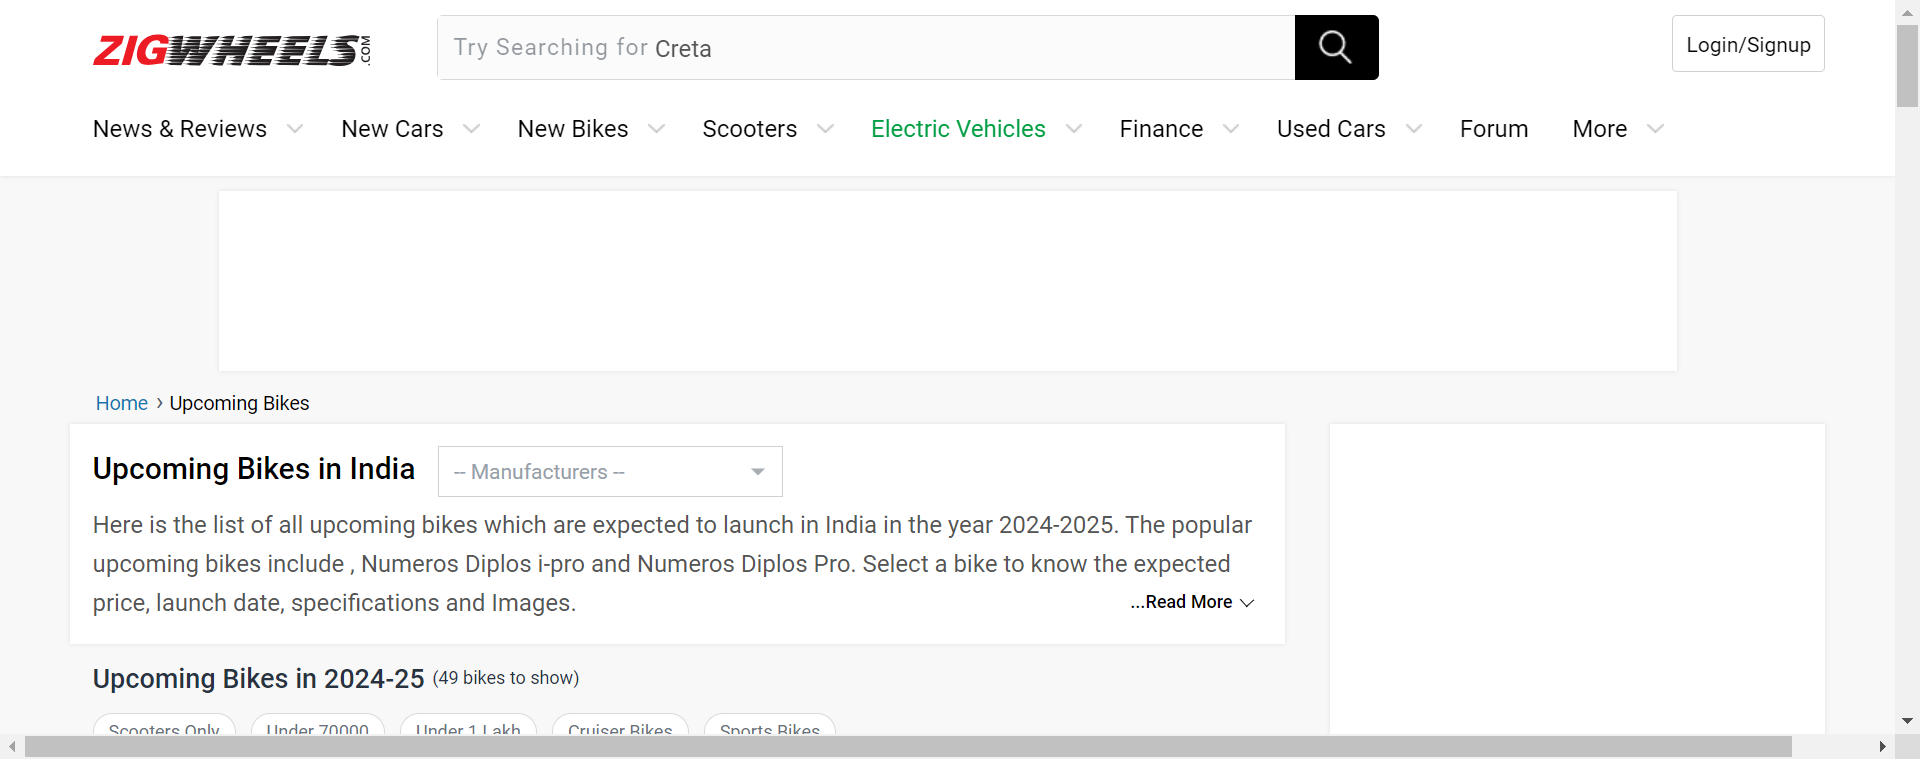 ZIGWHEELS.COM
Try Searching for Creta
Login/Signup
News & Reviews
New Cars
New Bikes
Scooters
Electric Vehicles
Finance
Used Cars
Forum
More
Home › Upcoming Bikes
Upcoming Bikes in India
-- Manufacturers --
Here is the list of all upcoming bikes which are expected to launch in India in the year 2024-2025. The popular
upcoming bikes include , Numeros Diplos i-pro and Numeros Diplos Pro. Select a bike to know the expected
price, launch date, specifications and Images.
...Read More
Upcoming Bikes in 2024-25 (49 bikes to show)
Scooters Only
Under 70000
Under 1 Lakh
Cruiser Bikes
Sports Bikes